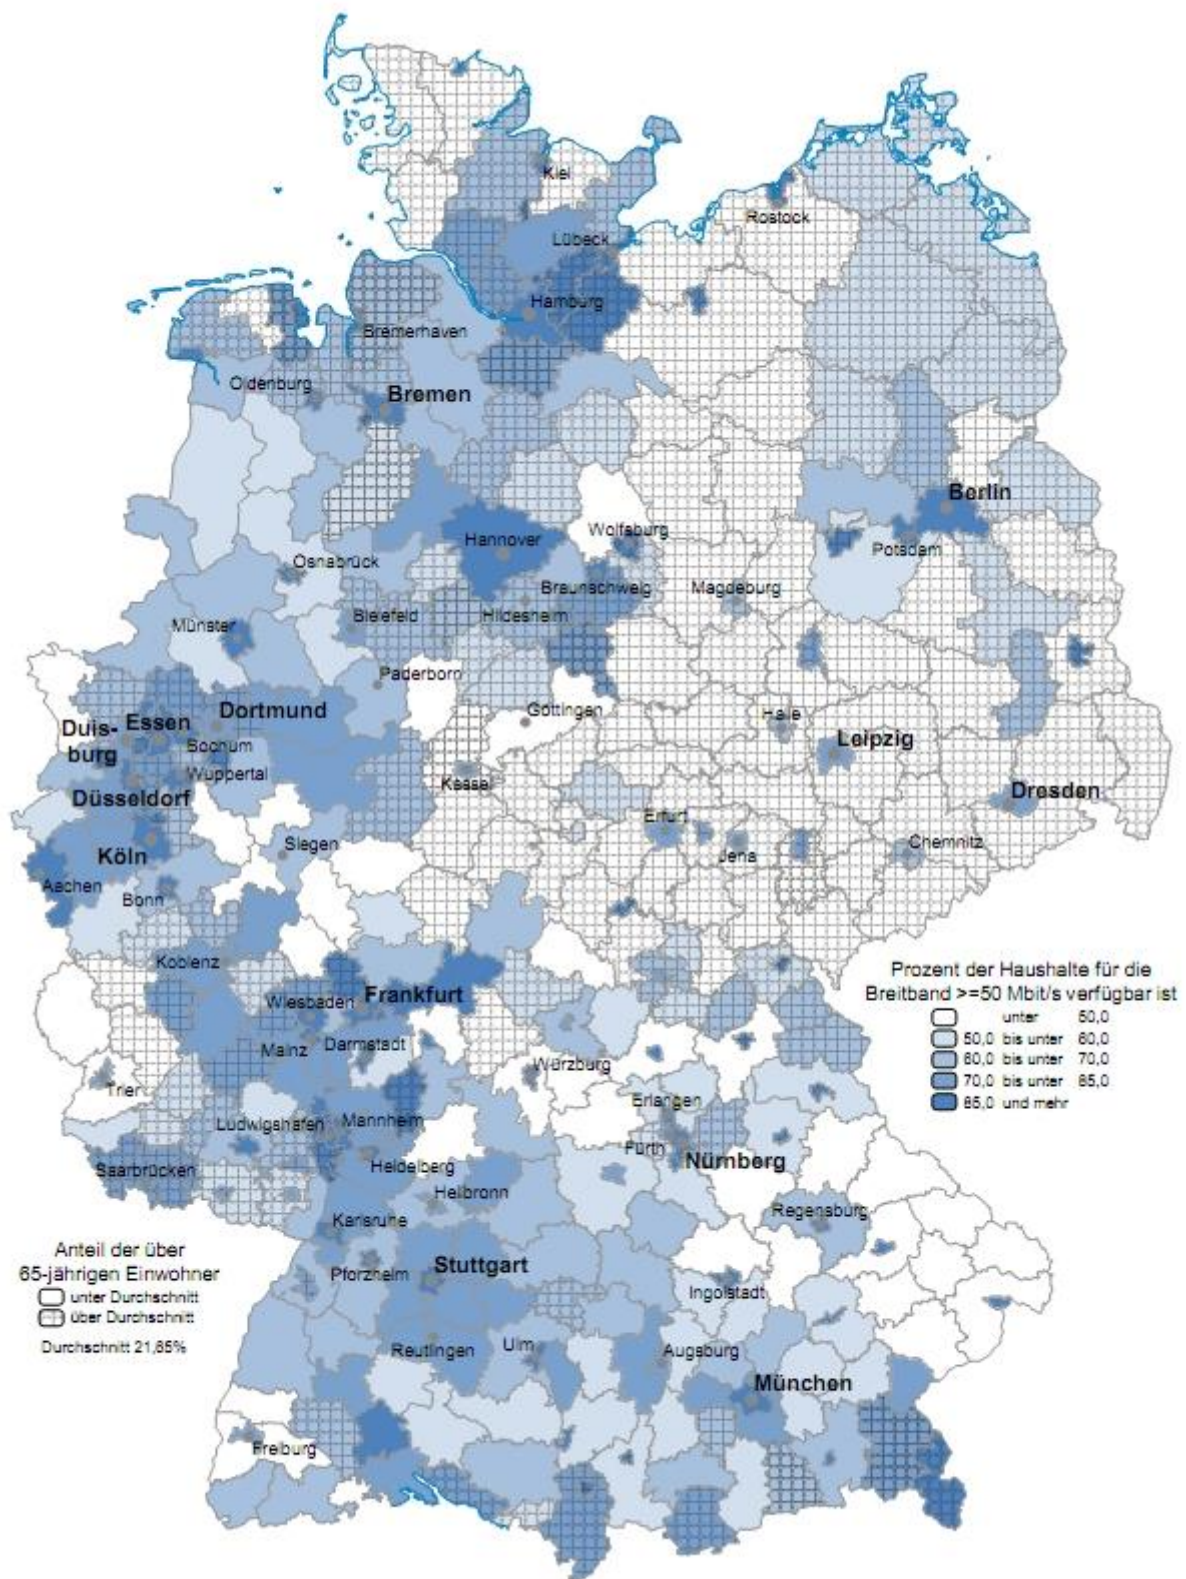 Kiel
Rostock
Lübeck
Hamburg
Bremerhaven
Oldenburg
Bremen
Berlin
Wolfsburg
Hannover
Osnabrück
Potsdam
Braunschweig
Magdeburg
Bielefeld
Hildesheim
Münster
Paderborn
Göttingen
Halle
Dortmund
Essen
Duis-
burg
Bochum
Leipzig
Wuppertal
Kassel
Düsseldorf
Dresden
Erfurt
Köln
Siegen
Jena
Chemnitz
Aachen
Bonn
Koblenz
Wiesbaden
Frankfurt
Mainz
Darmstadt
Würzburg
Trier
Erlangen
Ludwigshafen
Mannheim
Fürth
Nürnberg
Saarbrücken
Heidelberg
Heilbronn
Karlsruhe
Regensburg
Pforzheim
Stuttgart
Ingolstadt
Reutlingen
Ulm
Augsburg
München
Freiburg
Prozent der Haushalte für die
Breitband >=50 Mbit/s verfügbar ist
unter 50,0
50,0 bis unter 60,0
60,0 bis unter 70,0
70,0 bis unter 85,0
85,0 und mehr
Anteil der über
65-jährigen Einwohner
unter Durchschnitt
über Durchschnitt
Durchschnitt 21,65%